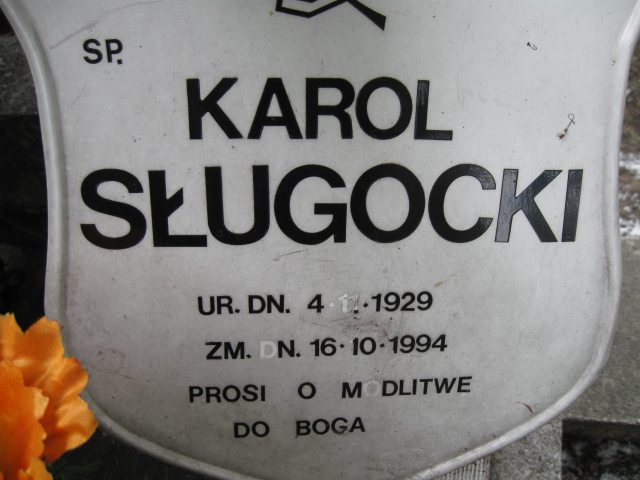 SP.
KAROL
SŁUGOCKI
UR. DN. 4 · 11 · 1929
ZM. DN. 16·10·1994
PROSI O MODLITWE
DO BOGA